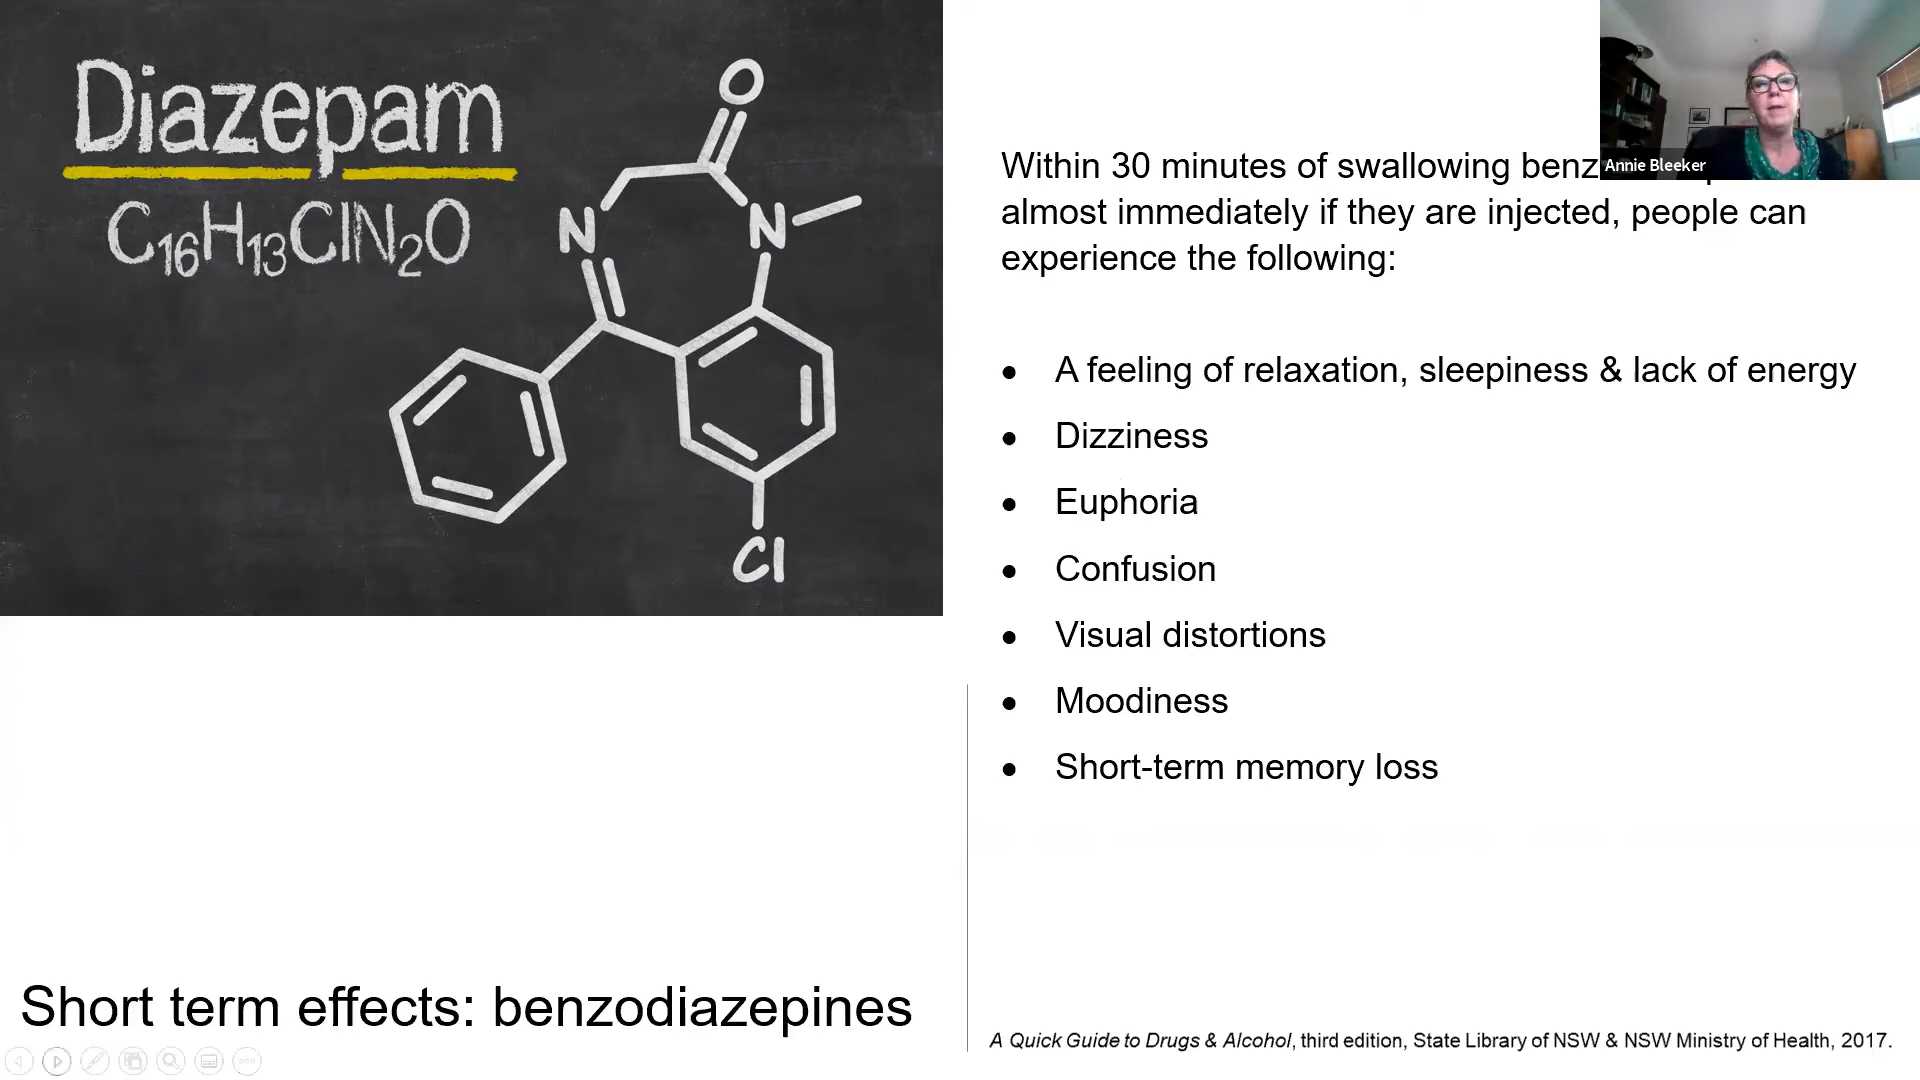 Diazepam
C₁₆H₁₃ClN₂O
O
N
N
Cl
Short term effects: benzodiazepines
Annie Bleeker
Within 30 minutes of swallowing
almost immediately if they are injected, people can
experience the following:
• A feeling of relaxation, sleepiness & lack of energy
• Dizziness
• Euphoria
• Confusion
• Visual distortions
• Moodiness
• Short-term memory loss
A Quick Guide to Drugs & Alcohol, third edition, State Library of NSW & NSW Ministry of Health, 2017.